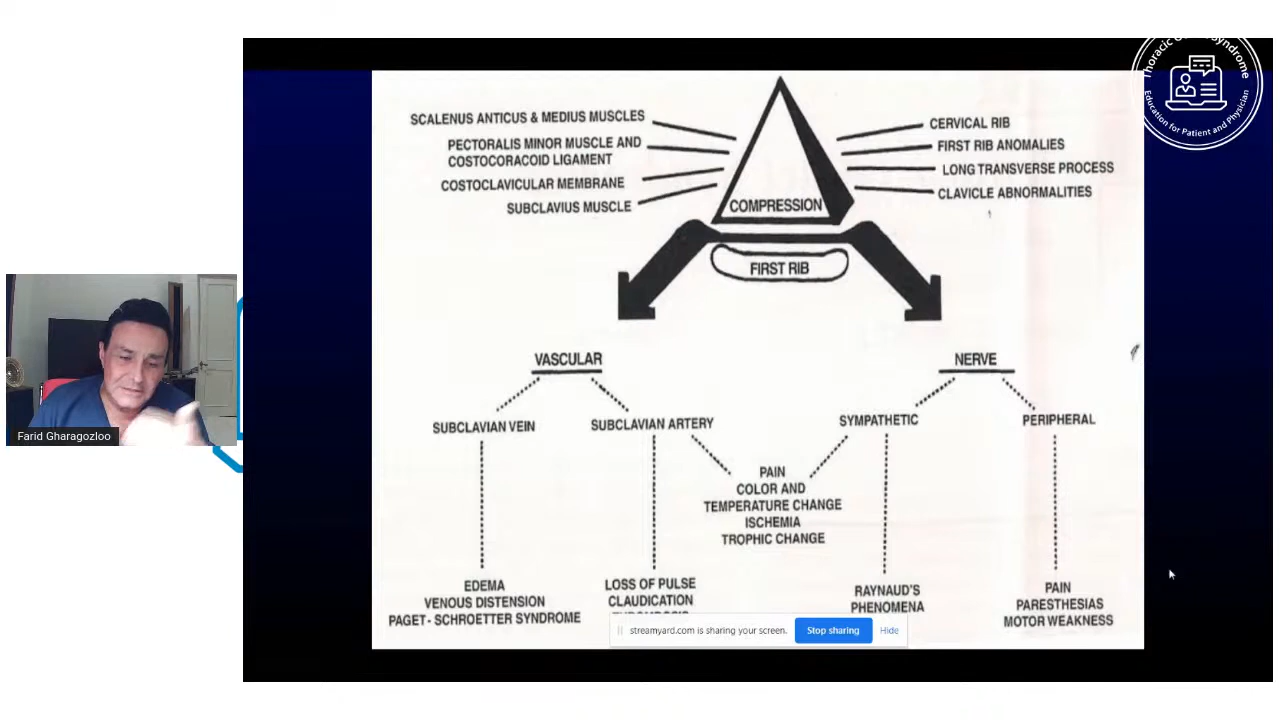 Thoracic Syndrome
Education for Patient and Physician
SCALENUS ANTICUS & MEDIUS MUSCLES
PECTORALIS MINOR MUSCLE AND
COSTOCORACOID LIGAMENT
COSTOCLAVICULAR MEMBRANE
SUBCLAVIUS MUSCLE
CERVICAL RIB
FIRST RIB ANOMALIES
LONG TRANSVERSE PROCESS
CLAVICLE ABNORMALITIES
COMPRESSION
FIRST RIB
VASCULAR
NERVE
SUBCLAVIAN VEIN
SUBCLAVIAN ARTERY
SYMPATHETIC
PERIPHERAL
PAIN
COLOR AND
TEMPERATURE CHANGE
ISCHEMIA
TROPHIC CHANGE
EDEMA
VENOUS DISTENSION
PAGET - SCHROETTER SYNDROME
LOSS OF PULSE
CLAUDICATION
RAYNAUD'S
PHENOMENA
PAIN
PARESTHESIAS
MOTOR WEAKNESS
Farid Gharagozloo
streamyard.com is sharing your screen.
Stop sharing
Hide